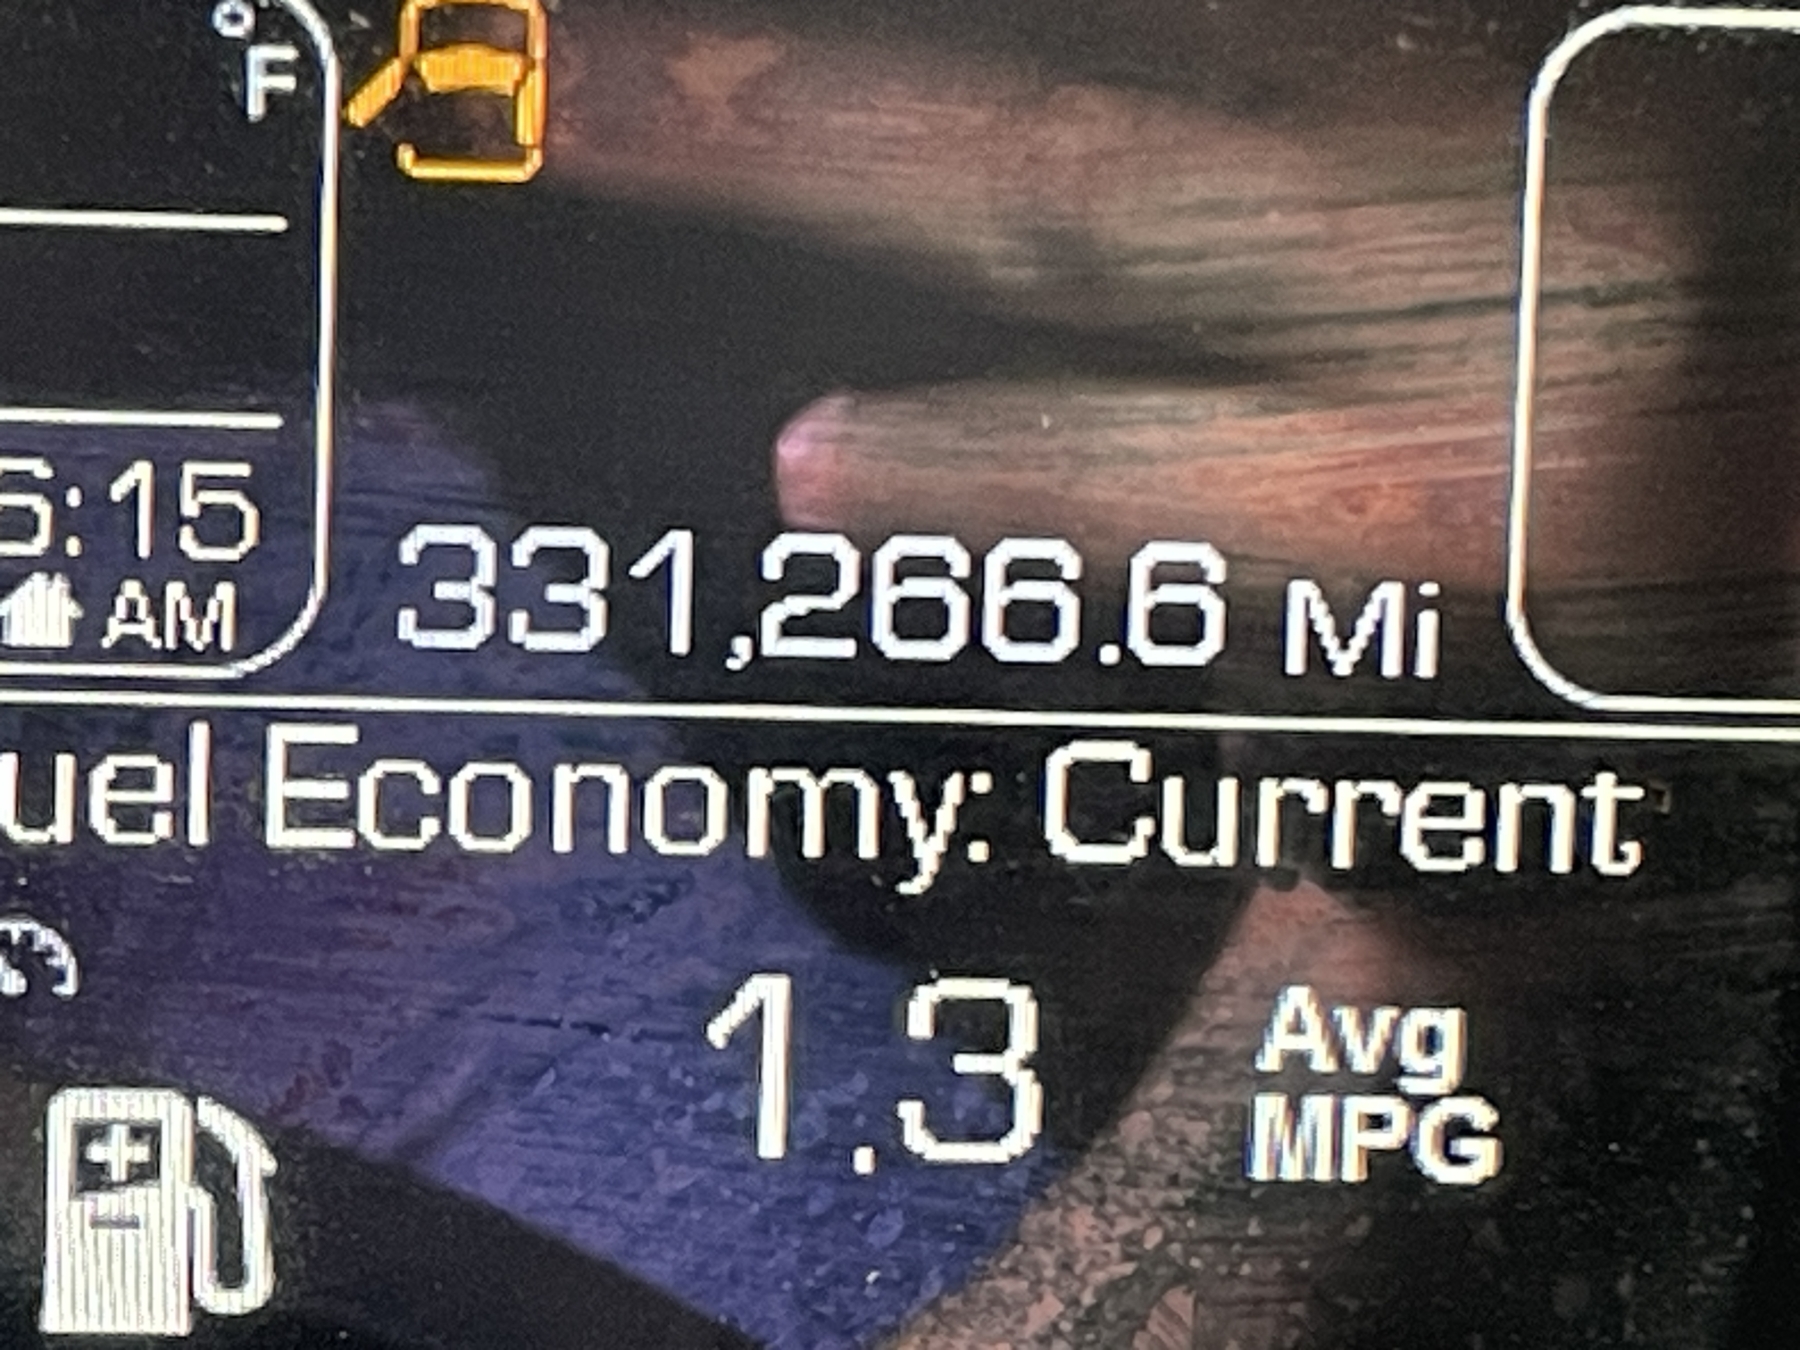 °F
6:15
AM
331,266.6 Mi
uel Economy: Current
1.3
Avg
MPG